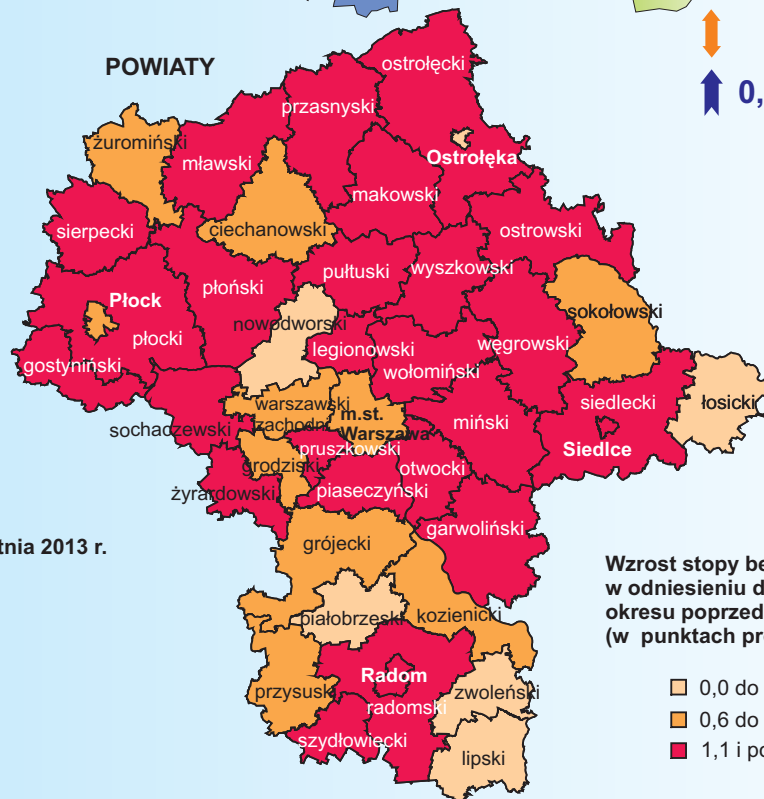 POWIATY
0,
ostrołęcki
przasnyski
żuromiński
mławski
Ostrołęka
makowski
sierpecki
ciechanowski
ostrowski
pułtuski
wyszkowski
płoński
Płock
sokołowski
nowodworski
płocki
legionowski
węgrowski
gostyniński
wołomiński
warszawski
zachodni
m.st.
Warszawa
miński
siedlecki
łosicki
sochaczewski
pruszkowski
Siedlce
grodziski
otwocki
żyrardowski
piaseczyński
garwoliński
tnia 2013 r.
grójecki
białobrzeski
kozienicki
Wzrost stopy be
w odniesieniu d
okresu poprzed
(w punktach pro
Radom
przysuski
zwoleński
radomski
szydłowiecki
lipski
0,0 do
0,6 do
1,1 i po